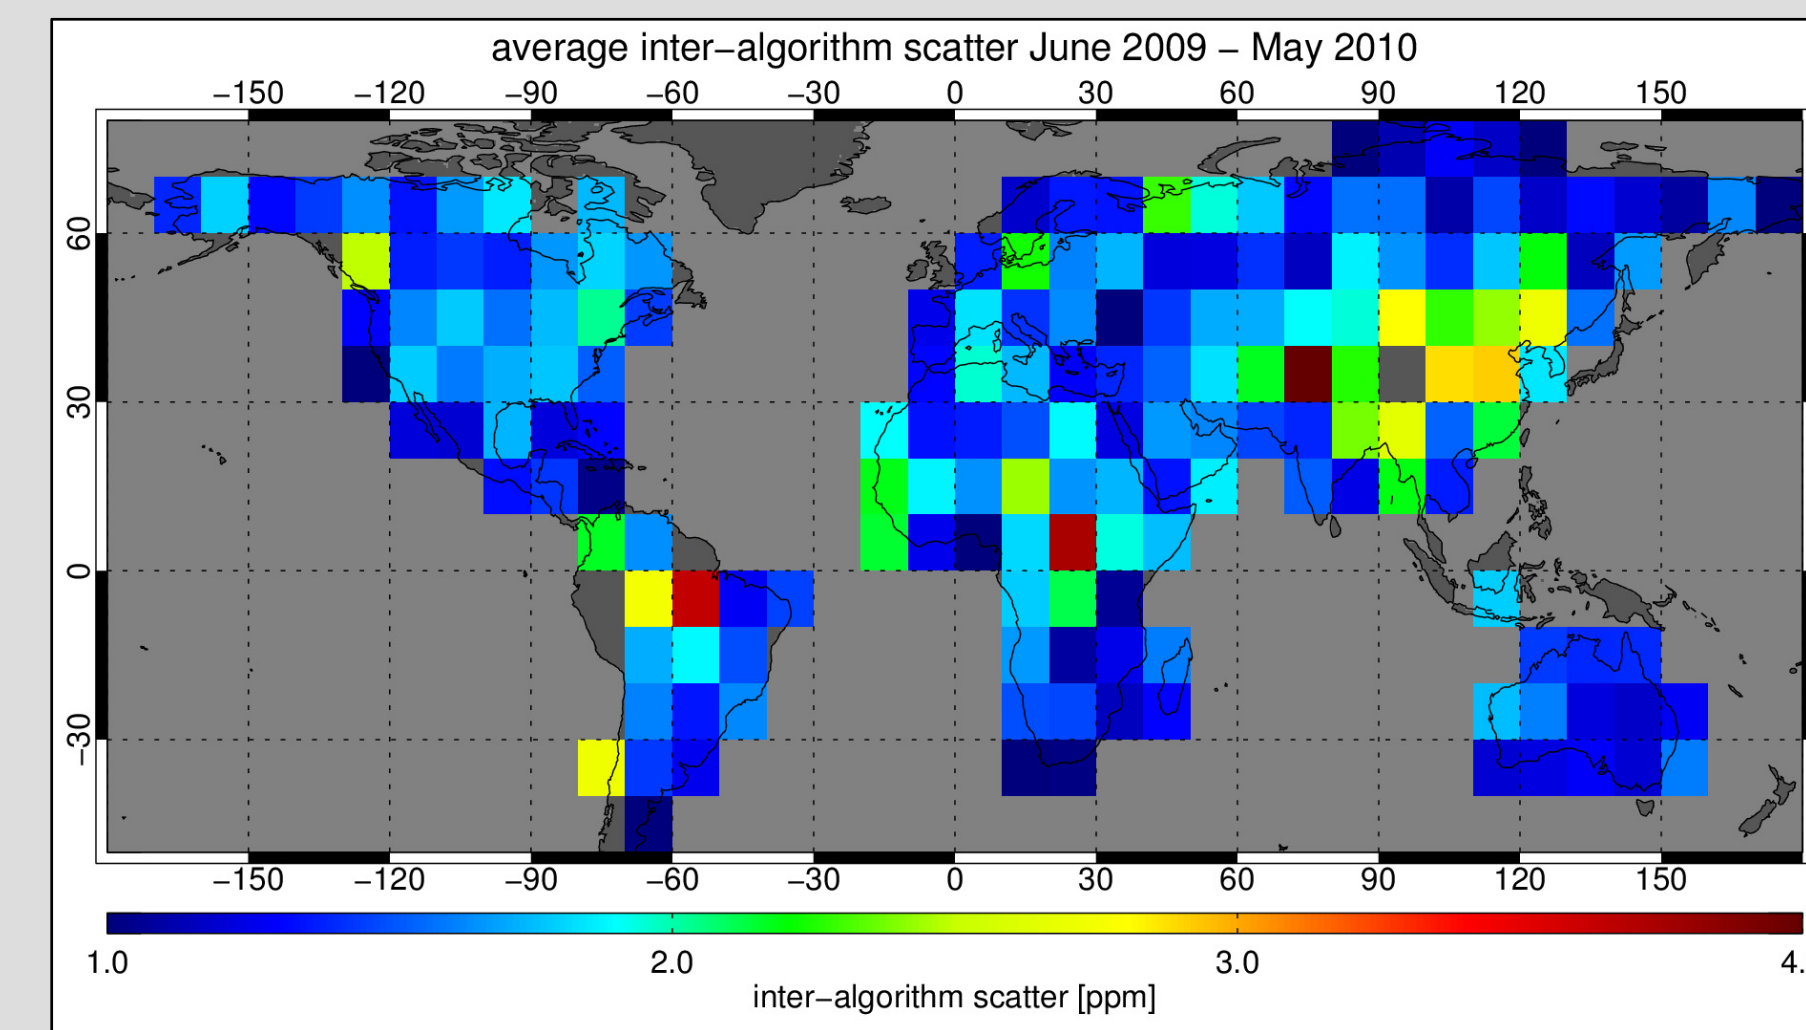 average inter−algorithm scatter June 2009 − May 2010
−150 −120 −90 −60 −30 0 30 60 90 120 150
60
30
0
−30
−150 −120 −90 −60 −30 0 30 60 90 120 150
1.0 2.0 3.0 4.
inter−algorithm scatter [ppm]